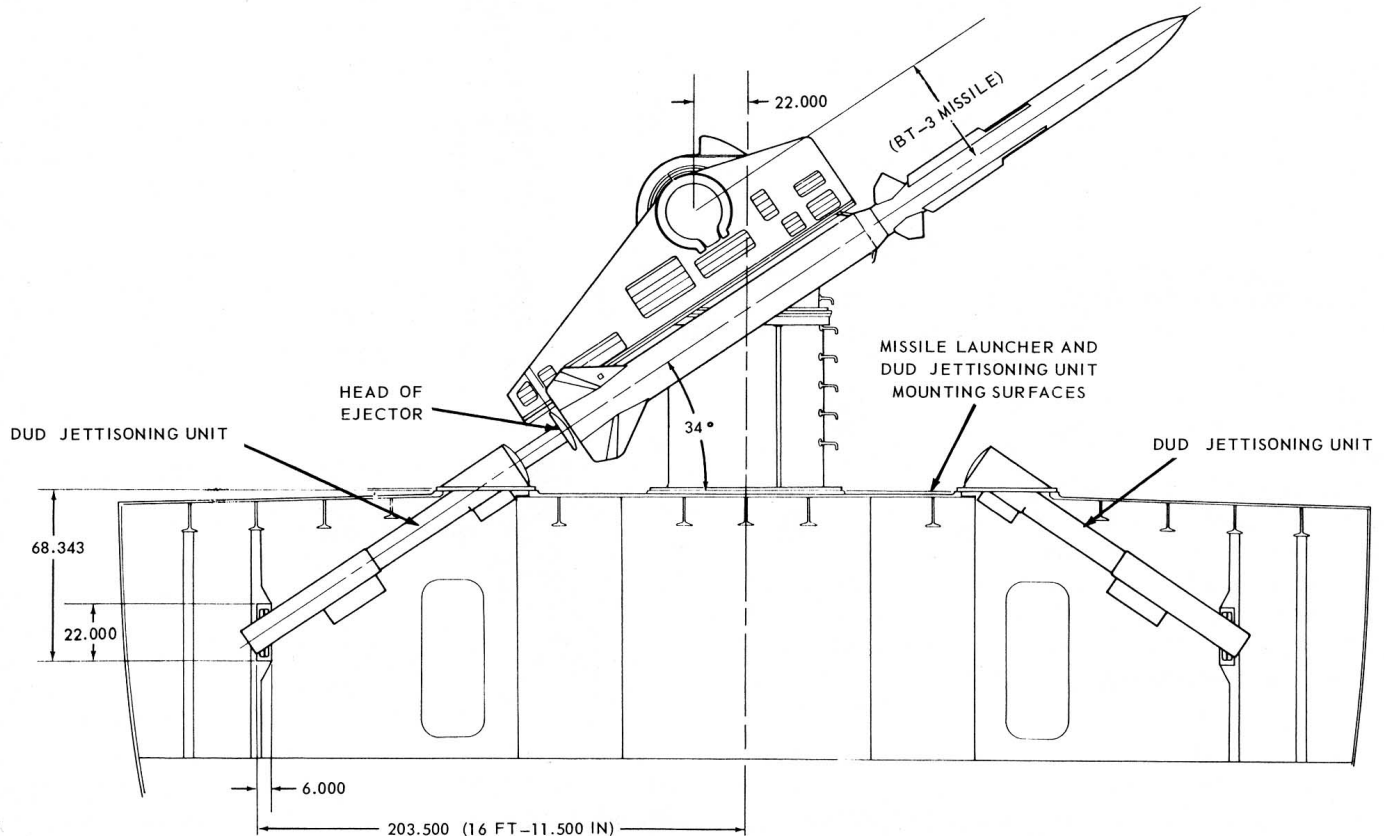 22.000
(BT–3 MISSILE)
MISSILE LAUNCHER AND
DUD JETTISONING UNIT
MOUNTING SURFACES
HEAD OF
EJECTOR
34°
DUD JETTISONING UNIT
DUD JETTISONING UNIT
68.343
22.000
6.000
203.500 (16 FT–11.500 IN)